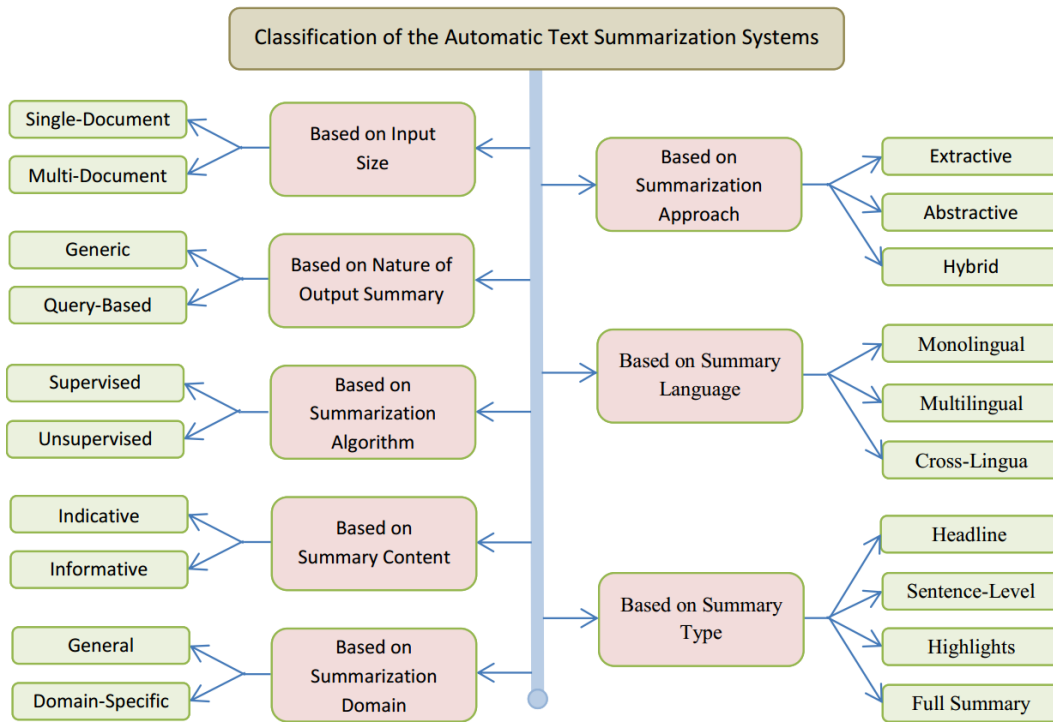 Classification of the Automatic Text Summarization Systems
Single-Document
Multi-Document
Based on Input
Size
Generic
Query-Based
Based on Nature of
Output Summary
Supervised
Unsupervised
Based on
Summarization
Algorithm
Indicative
Informative
Based on
Summary Content
General
Domain-Specific
Based on
Summarization
Domain
Based on
Summarization
Approach
Extractive
Abstractive
Hybrid
Based on Summary
Language
Monolingual
Multilingual
Cross-Lingua
Based on Summary
Type
Headline
Sentence-Level
Highlights
Full Summary